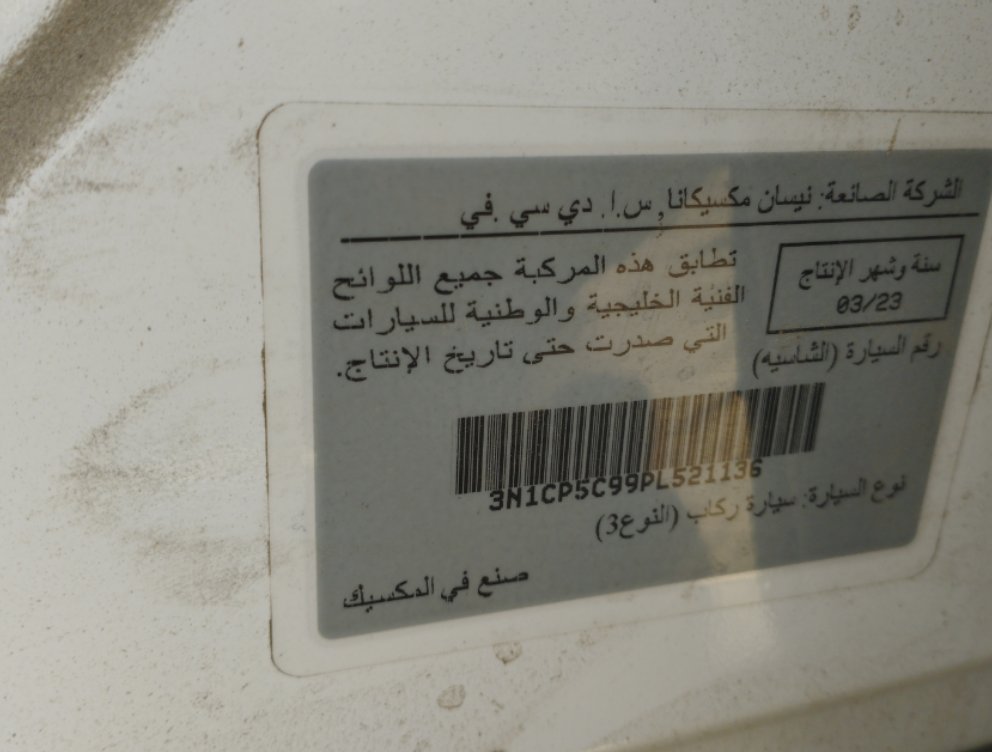 الشركة الصانعة: نيسان مكسيكانا, س.ا. دي سي .في
سنة وشهر الإنتاج
03/23
تطابق هذه المركبة جميع اللوائح
الفنية الخليجية والوطنية للسيارات
التي صدرت حتى تاريخ الإنتاج.
رقم السيارة (الشاسيه)
3N1CP5C99PL521136
نوع السيارة: سيارة ركاب (النوع3)
صنع في المكسيك